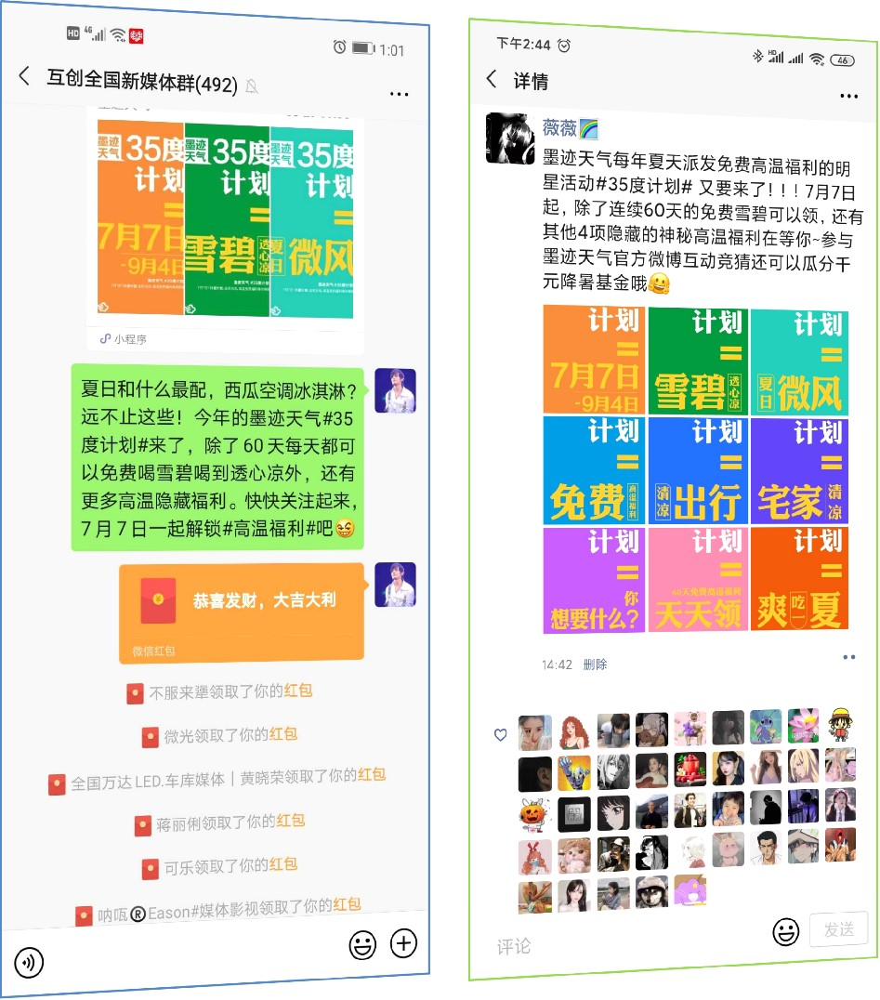 HD 4G
1:01
互创全国新媒体群(492)
墨迹天气 35度
计划
=
7月7日
-9月4日
墨迹天气 35度
计划
=
雪碧 透心凉
墨迹天气 35度
计划
=
夏日 微风
小程序
夏日和什么最配，西瓜空调冰淇淋？
远不止这些！今年的墨迹天气#35
度计划#来了，除了 60 天每天都可
以免费喝雪碧喝到透心凉外，还有
更多高温隐藏福利。快快关注起来，
7 月 7 日一起解锁#高温福利#吧
恭喜发财，大吉大利
微信红包
不服来犟领取了你的红包
微光领取了你的红包
全国万达 LED.车库媒体｜黄晓荣领取了你的红包
蒋丽俐领取了你的红包
可乐领取了你的红包
呐呱®Eason#媒体影视领取了你的红包
下午2:44
HD
46
详情
薇薇
墨迹天气每年夏天派发免费高温福利的明
星活动#35度计划# 又要来了！！！7月7日
起，除了连续60天的免费雪碧可以领，还有
其他4项隐藏的神秘高温福利在等你~参与
墨迹天气官方微博互动竞猜还可以瓜分千
元降暑基金哦
计划
=
7月7日
-9月4日
计划
=
雪碧 透心凉
计划
=
夏日 微风
计划
=
免费 高温福利
计划
=
清凉 出行
计划
=
宅家 清凉
计划
=
你
想要什么?
计划
=
60天免费高温福利
天天领
计划
=
爽 吃一 夏
14:42 删除
评论
发送